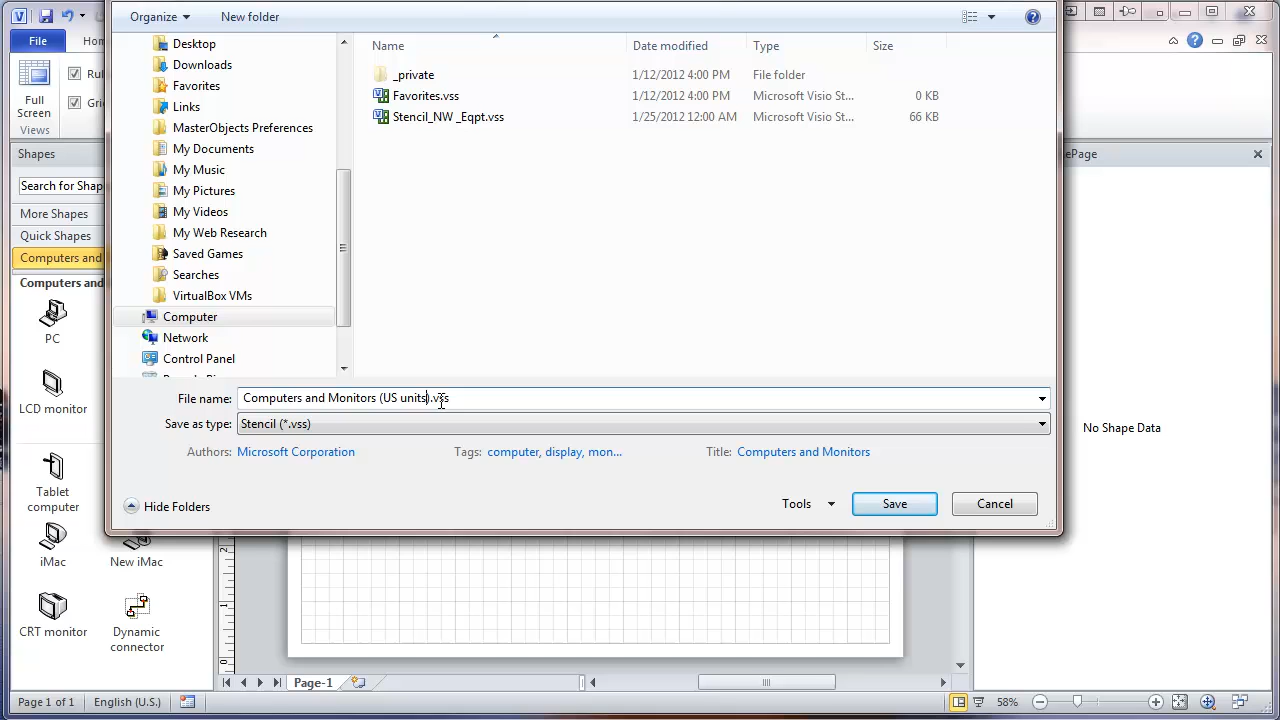 Organize
New folder
File
Hom
Full
Screen
Views
Rul
Gri
Shapes
Search for Shap
More Shapes
Quick Shapes
Computers and
Computers and
PC
LCD monitor
Tablet
computer
iMac
New iMac
CRT monitor
Dynamic
connector
Desktop
Downloads
Favorites
Links
MasterObjects Preferences
My Documents
My Music
My Pictures
My Videos
My Web Research
Saved Games
Searches
VirtualBox VMs
Computer
Network
Control Panel
Name Date modified Type Size
_private 1/12/2012 4:00 PM File folder
Favorites.vss 1/12/2012 4:00 PM Microsoft Visio St... 0 KB
Stencil_NW _Eqpt.vss 1/25/2012 12:00 AM Microsoft Visio St... 66 KB
File name: Computers and Monitors (US units).vss
Save as type: Stencil (*.vss)
Authors: Microsoft Corporation Tags: computer, display, mon... Title: Computers and Monitors
Hide Folders
Tools
Save
Cancel
ePage
No Shape Data
2
1
0
Page-1
Page 1 of 1
English (U.S.)
58%